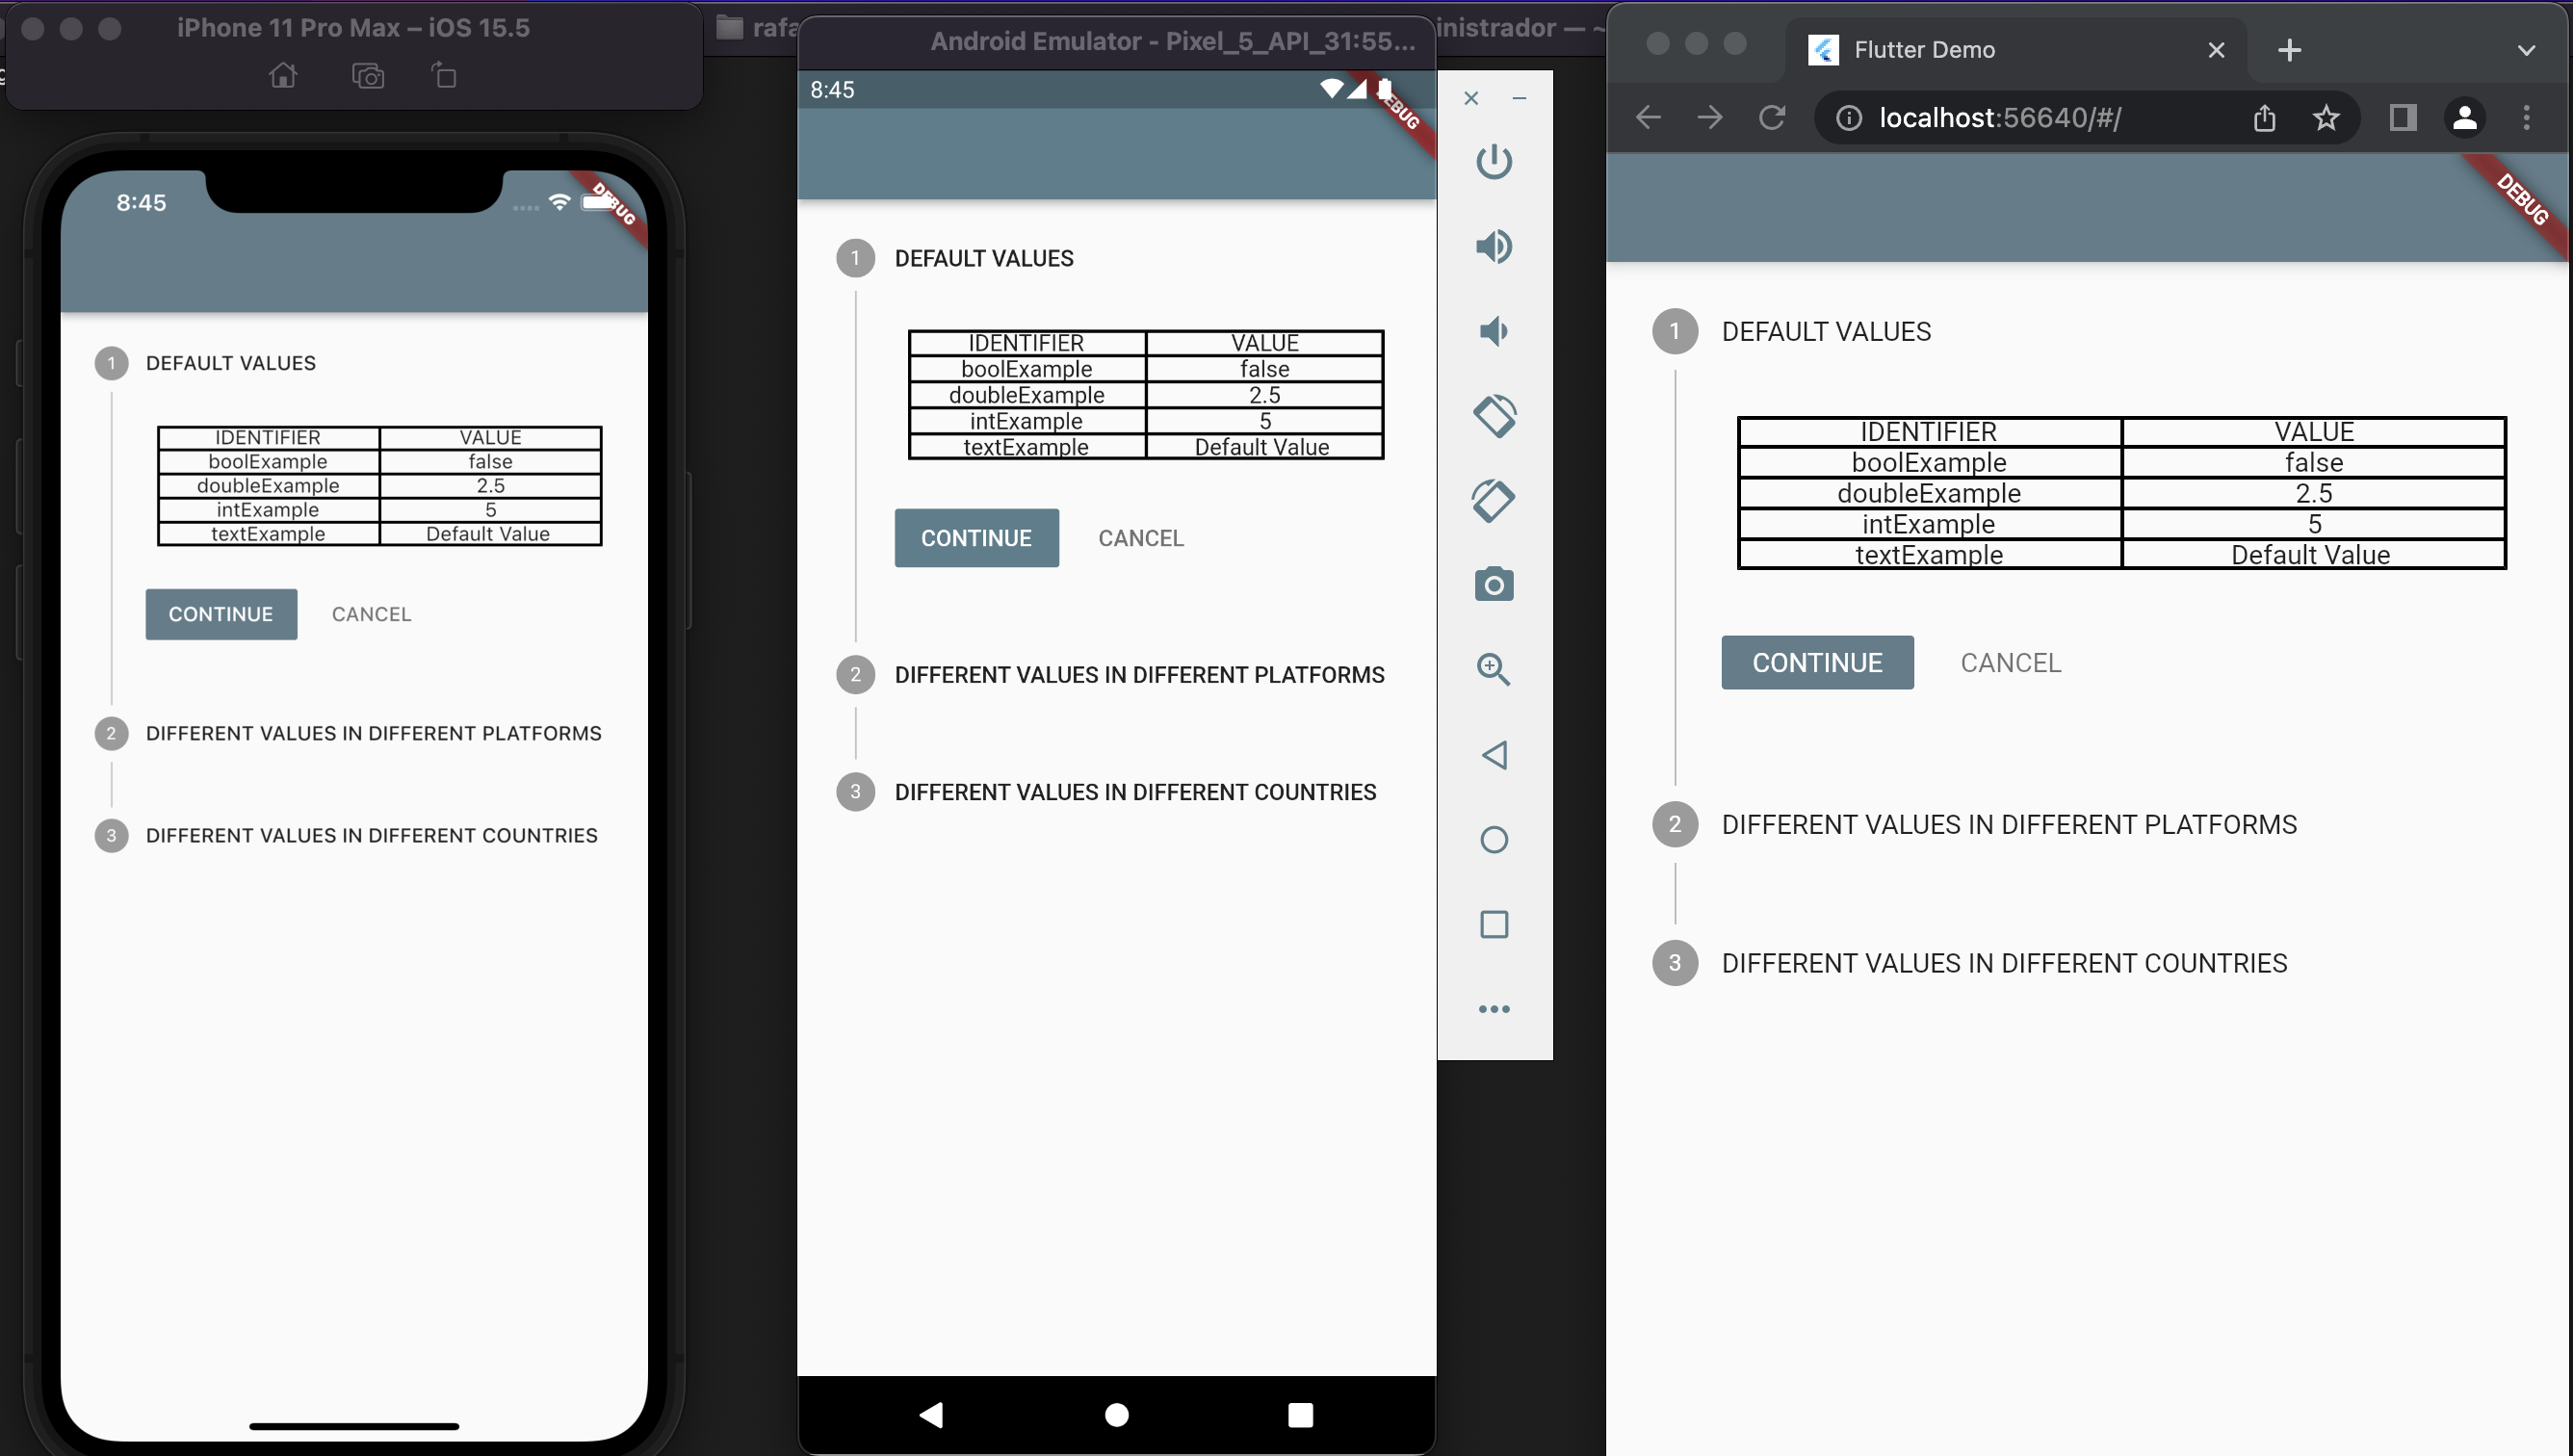 iPhone 11 Pro Max – iOS 15.5
8:45
DEBUG
1 DEFAULT VALUES
IDENTIFIER VALUE
boolExample false
doubleExample 2.5
intExample 5
textExample Default Value
CONTINUE CANCEL
2 DIFFERENT VALUES IN DIFFERENT PLATFORMS
3 DIFFERENT VALUES IN DIFFERENT COUNTRIES
rafa
Android Emulator - Pixel_5_API_31:55...
inistrador — ~
8:45
DEBUG
1 DEFAULT VALUES
IDENTIFIER VALUE
boolExample false
doubleExample 2.5
intExample 5
textExample Default Value
CONTINUE CANCEL
2 DIFFERENT VALUES IN DIFFERENT PLATFORMS
3 DIFFERENT VALUES IN DIFFERENT COUNTRIES
Flutter Demo
localhost:56640/#/
DEBUG
1 DEFAULT VALUES
IDENTIFIER VALUE
boolExample false
doubleExample 2.5
intExample 5
textExample Default Value
CONTINUE CANCEL
2 DIFFERENT VALUES IN DIFFERENT PLATFORMS
3 DIFFERENT VALUES IN DIFFERENT COUNTRIES